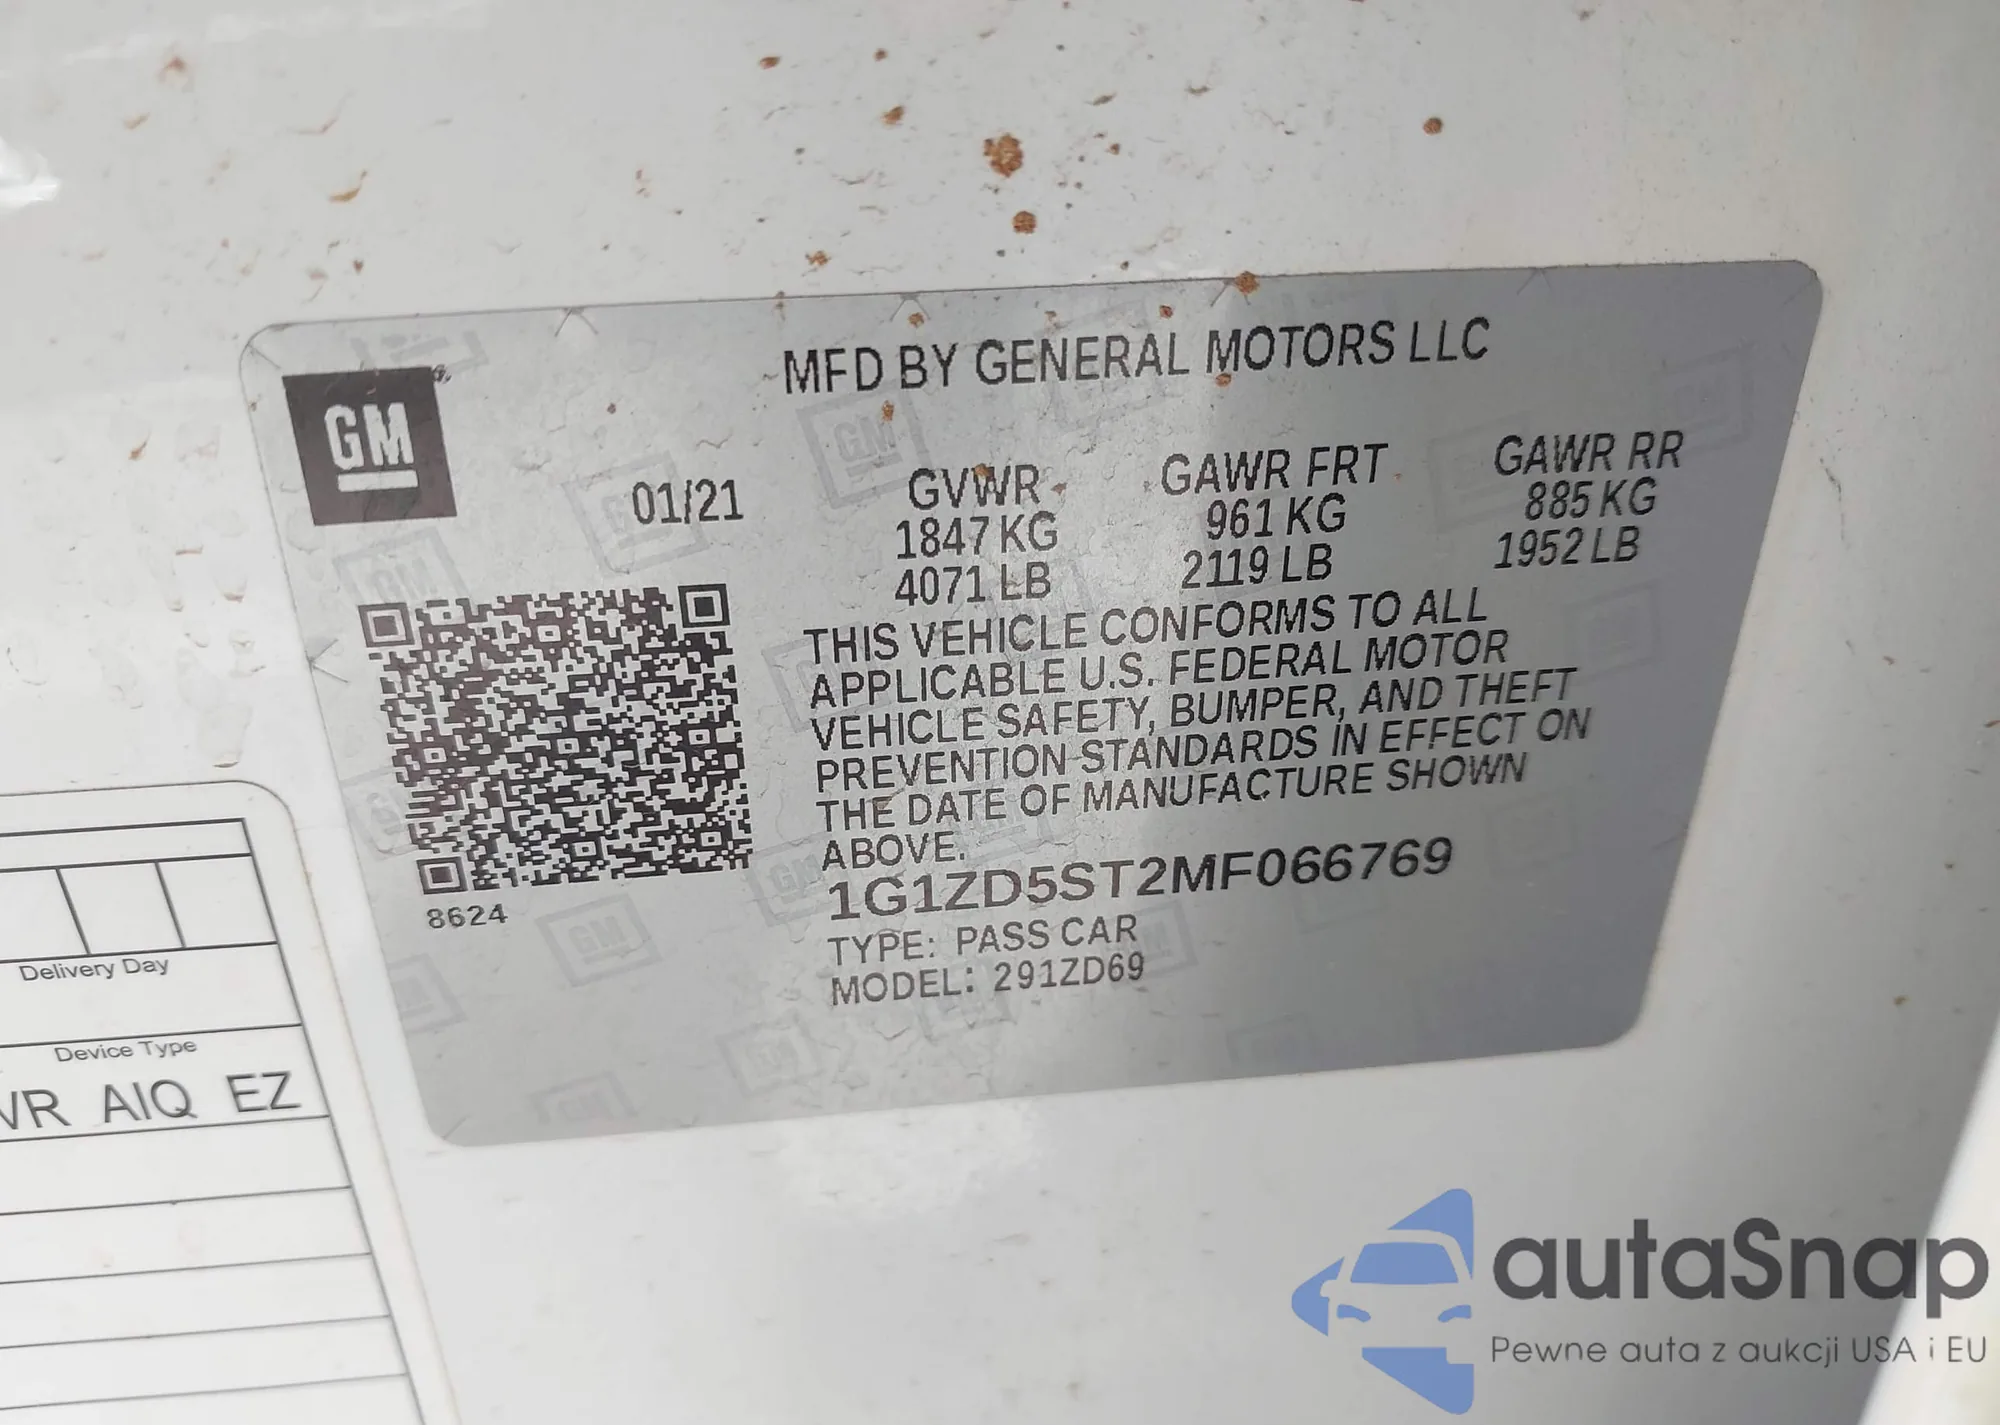 GM
MFD BY GENERAL MOTORS LLC
01/21
GVWR GAWR FRT GAWR RR
1847 KG 961 KG 885 KG
4071 LB 2119 LB 1952 LB
THIS VEHICLE CONFORMS TO ALL
APPLICABLE U.S. FEDERAL MOTOR
VEHICLE SAFETY, BUMPER, AND THEFT
PREVENTION STANDARDS IN EFFECT ON
THE DATE OF MANUFACTURE SHOWN
ABOVE.
1G1ZD5ST2MF066769
TYPE: PASS CAR
MODEL: 291ZD69
8624
Delivery Day
Device Type
AIQ EZ
autaSnap
Pewne auta z aukcji USA i EU